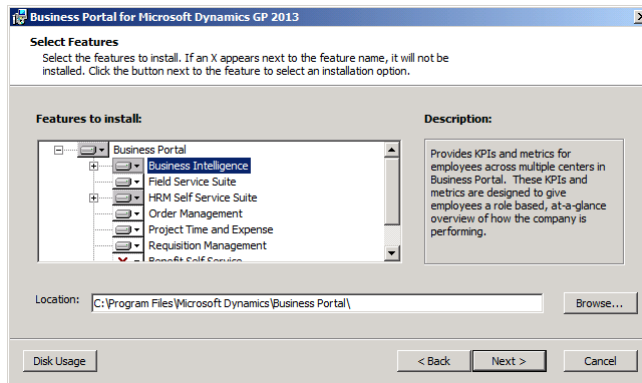 Business Portal for Microsoft Dynamics GP 2013
Select Features
Select the features to install. If an X appears next to the feature name, it will not be
installed. Click the button next to the feature to select an installation option.
Features to install:
Business Portal
Business Intelligence
Field Service Suite
HRM Self Service Suite
Order Management
Project Time and Expense
Requisition Management
Benefit Self Service
Description:
Provides KPIs and metrics for
employees across multiple centers in
Business Portal. These KPIs and
metrics are designed to give
employees a role based, at-a-glance
overview of how the company is
performing.
Location:
C:\Program Files\Microsoft Dynamics\Business Portal\
Browse...
Disk Usage
< Back
Next >
Cancel